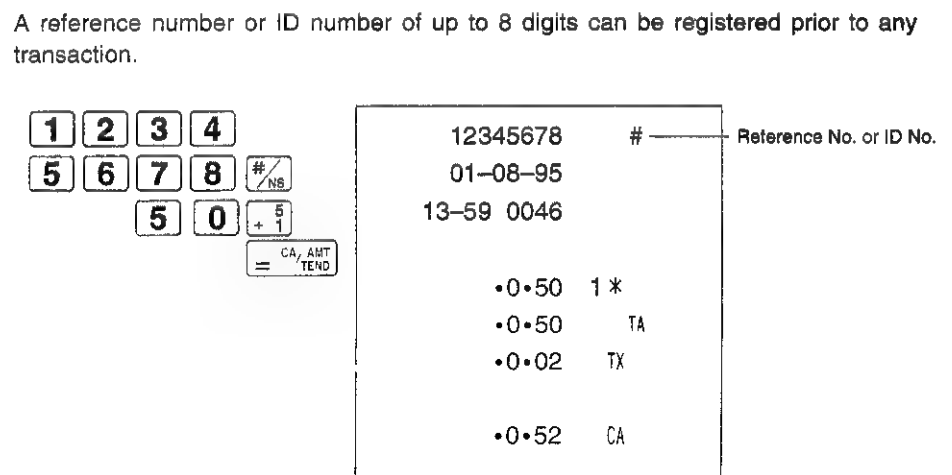 A reference number or ID number of up to 8 digits can be registered prior to any
transaction.
1 2 3 4
5 6 7 8 #/NS
5 0 + 5 1
= CA/AMT TEND
12345678 #
Reference No. or ID No.
01-08-95
13-59 0046
•0•50 1*
•0•50 TA
•0•02 TX
•0•52 CA